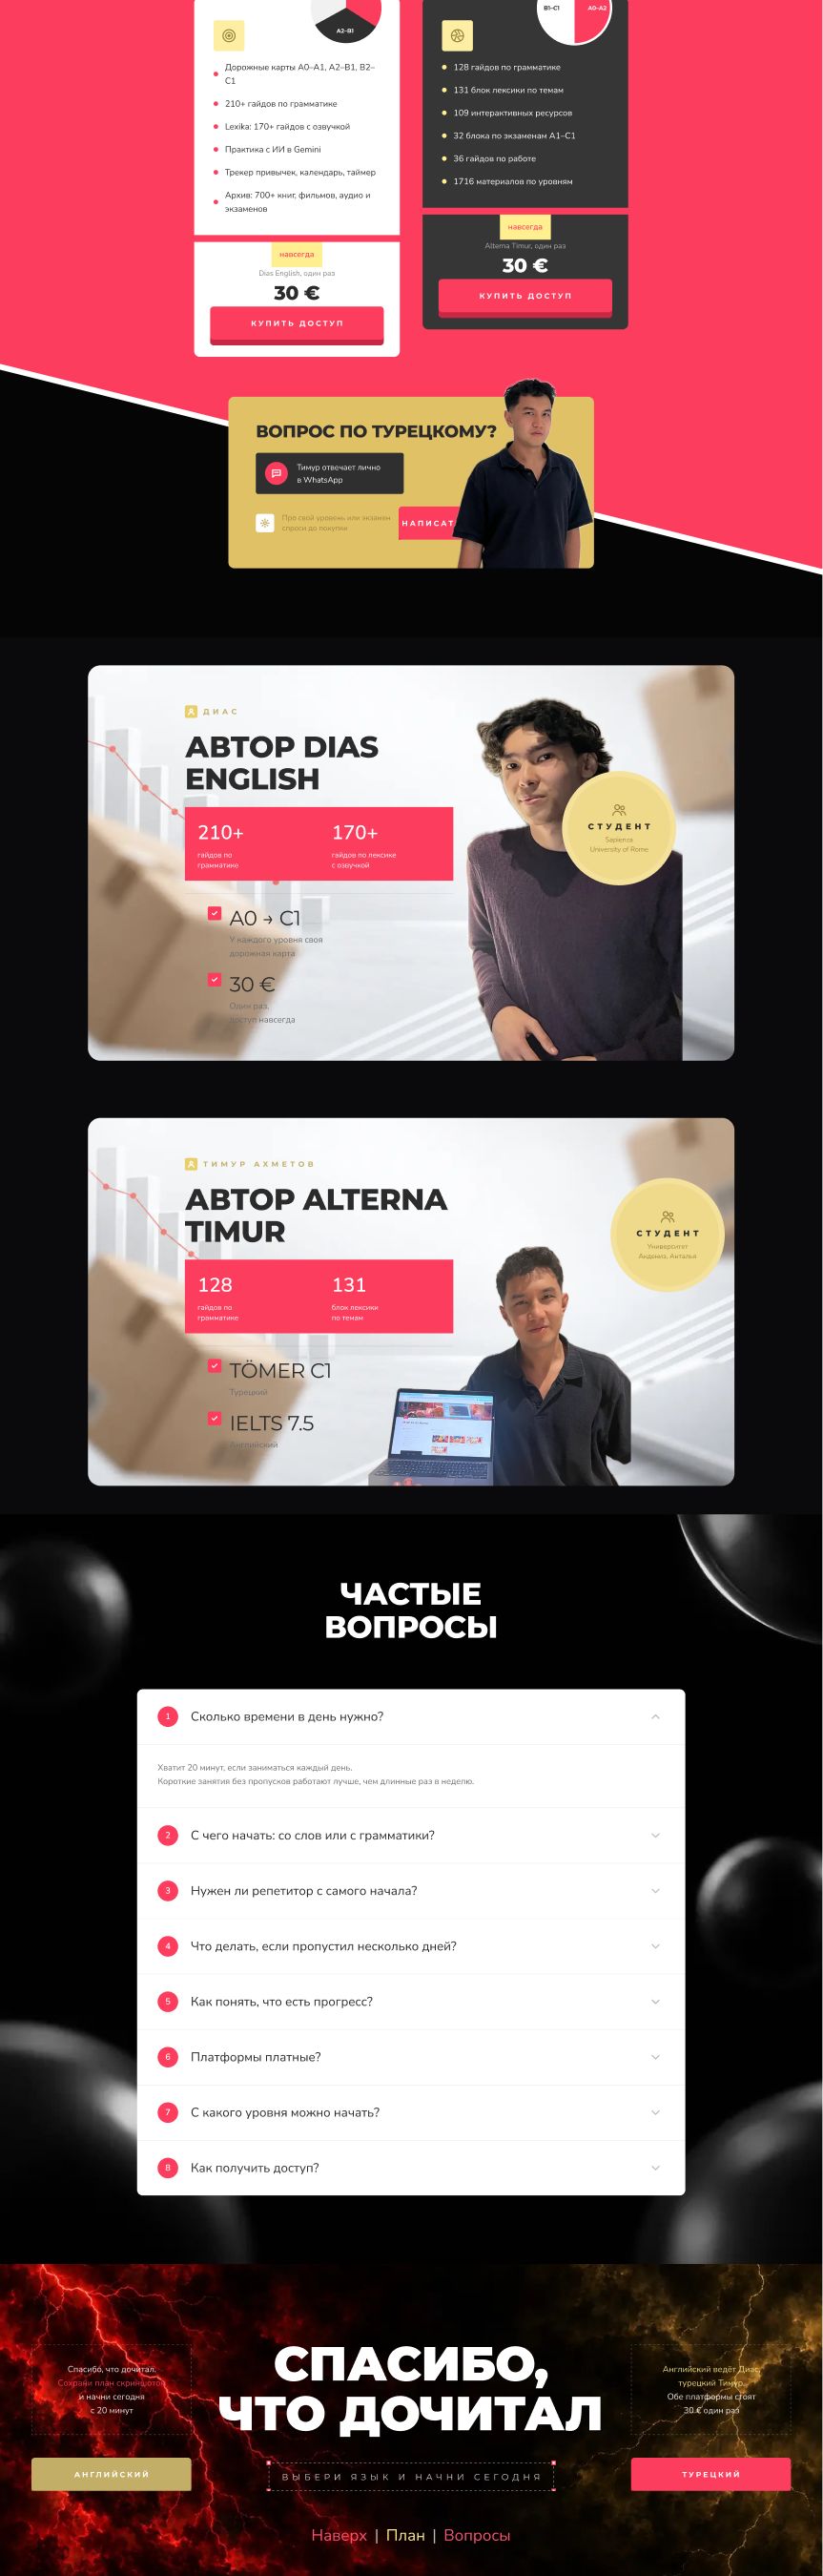 A2–B1
Дорожные карты A0–A1, A2–B1, B2–
C1
210+ гайдов по грамматике
Lexika: 170+ гайдов с озвучкой
Практика с ИИ в Gemini
Трекер привычек, календарь, таймер
Архив: 700+ книг, фильмов, аудио и
экзаменов
навсегда
Dias English, один раз
30 €
КУПИТЬ ДОСТУП
B1–C1
A0–A2
128 гайдов по грамматике
131 блок лексики по темам
109 интерактивных ресурсов
32 блока по экзаменам A1–C1
36 гайдов по работе
1716 материалов по уровням
навсегда
Alterna Timur, один раз
30 €
КУПИТЬ ДОСТУП
ВОПРОС ПО ТУРЕЦКОМУ?
Тимур отвечает лично
в WhatsApp
Про свой уровень или экзамен
спроси до покупки
НАПИСАТ
A ДИАС
АВТОР DIAS
ENGLISH
210+
гайдов по
грамматике
170+
гайдов по лексике
с озвучкой
A0 → C1
У каждого уровня своя
дорожная карта
30 €
Один раз,
доступ навсегда
СТУДЕНТ
Sapienza
University of Rome
A ТИМУР АХМЕТОВ
АВТОР ALTERNA
TIMUR
128
гайдов по
грамматике
131
блок лексики
по темам
TÖMER C1
Турецкий
IELTS 7.5
Английский
СТУДЕНТ
Университет
Акдениз, Анталья
ЧАСТЫЕ
ВОПРОСЫ
1 Сколько времени в день нужно?
Хватит 20 минут, если заниматься каждый день.
Короткие занятия без пропусков работают лучше, чем длинные раз в неделю.
2 С чего начать: со слов или с грамматики?
3 Нужен ли репетитор с самого начала?
4 Что делать, если пропустил несколько дней?
5 Как понять, что есть прогресс?
6 Платформы платные?
7 С какого уровня можно начать?
8 Как получить доступ?
Спасибо, что дочитал.
Сохрани план скриншотом
и начни сегодня
с 20 минут
АНГЛИЙСКИЙ
СПАСИБО,
ЧТО ДОЧИТАЛ
ВЫБЕРИ ЯЗЫК И НАЧНИ СЕГОДНЯ
Английский ведёт Диас,
турецкий Тимур.
Обе платформы стоят
30 € один раз
ТУРЕЦКИЙ
Наверх | План | Вопросы